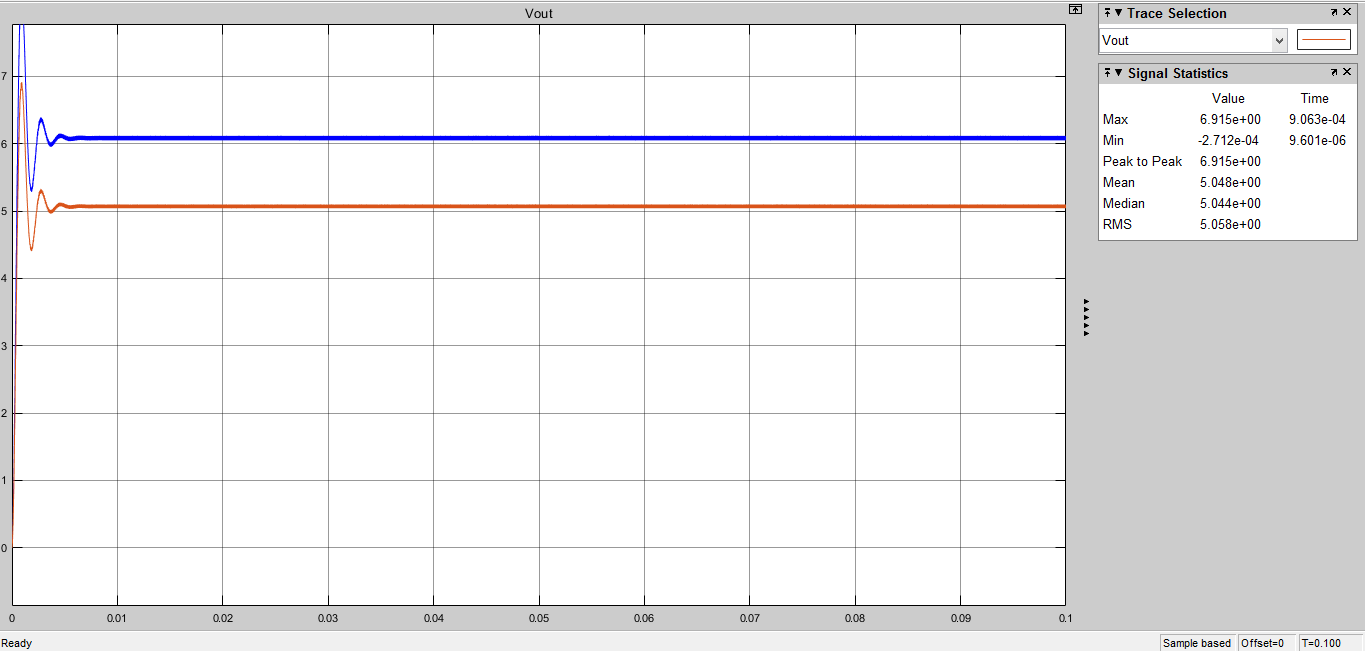 Vout
7
6
5
4
3
2
1
0
0 0.01 0.02 0.03 0.04 0.05 0.06 0.07 0.08 0.09 0.1
Trace Selection
Vout
Signal Statistics
Value Time
Max 6.915e+00 9.063e-04
Min -2.712e-04 9.601e-06
Peak to Peak 6.915e+00
Mean 5.048e+00
Median 5.044e+00
RMS 5.058e+00
Ready Sample based Offset=0 T=0.100